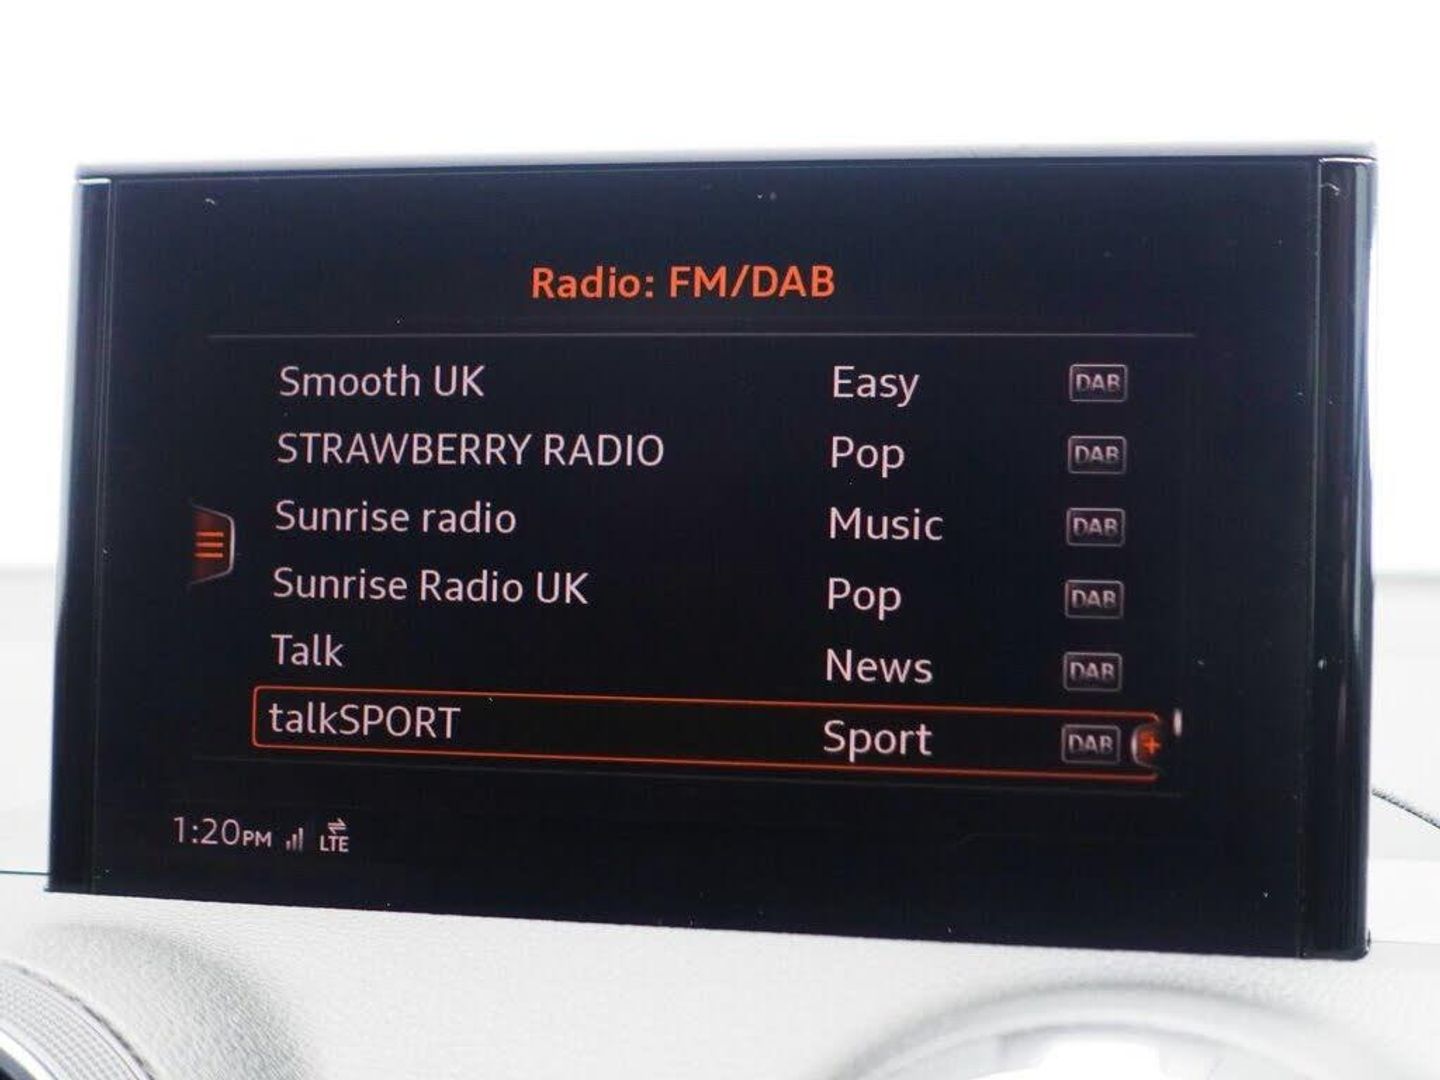 Radio: FM/DAB
Smooth UK Easy DAB
STRAWBERRY RADIO Pop DAB
Sunrise radio Music DAB
Sunrise Radio UK Pop DAB
Talk News DAB
talkSPORT Sport DAB +
1:20PM LTE